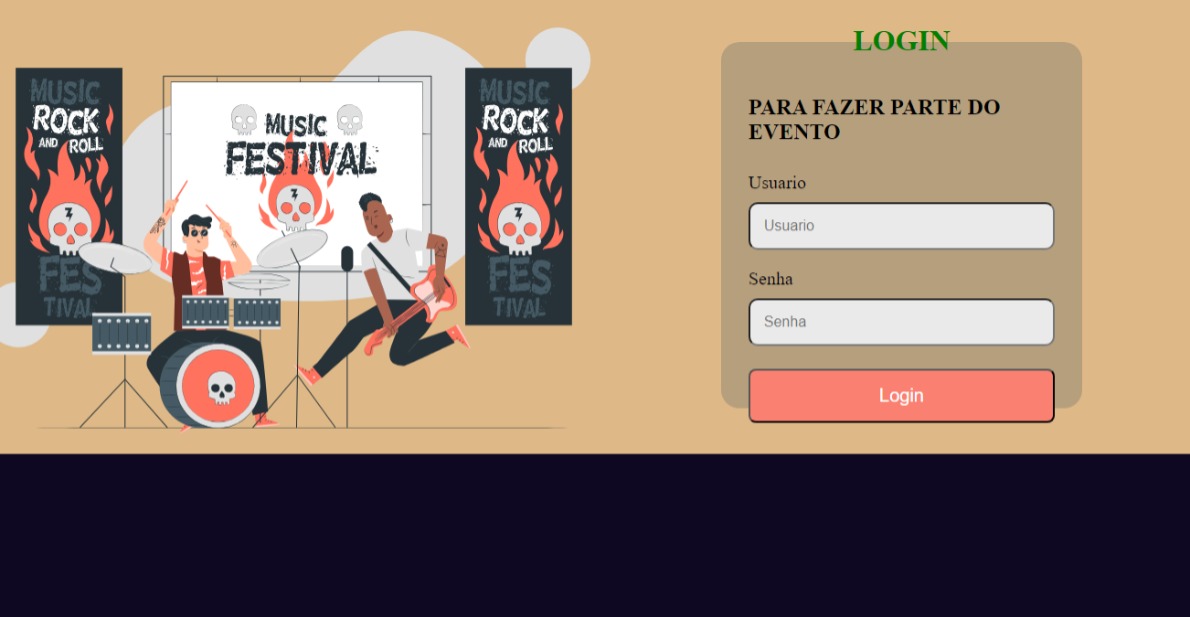 MUSIC
ROCK
AND ROLL
FES
TIVAL
MUSIC
FESTIVAL
MUSIC
ROCK
AND ROLL
FES
TIVAL
LOGIN
PARA FAZER PARTE DO
EVENTO
Usuario
Usuario
Senha
Senha
Login